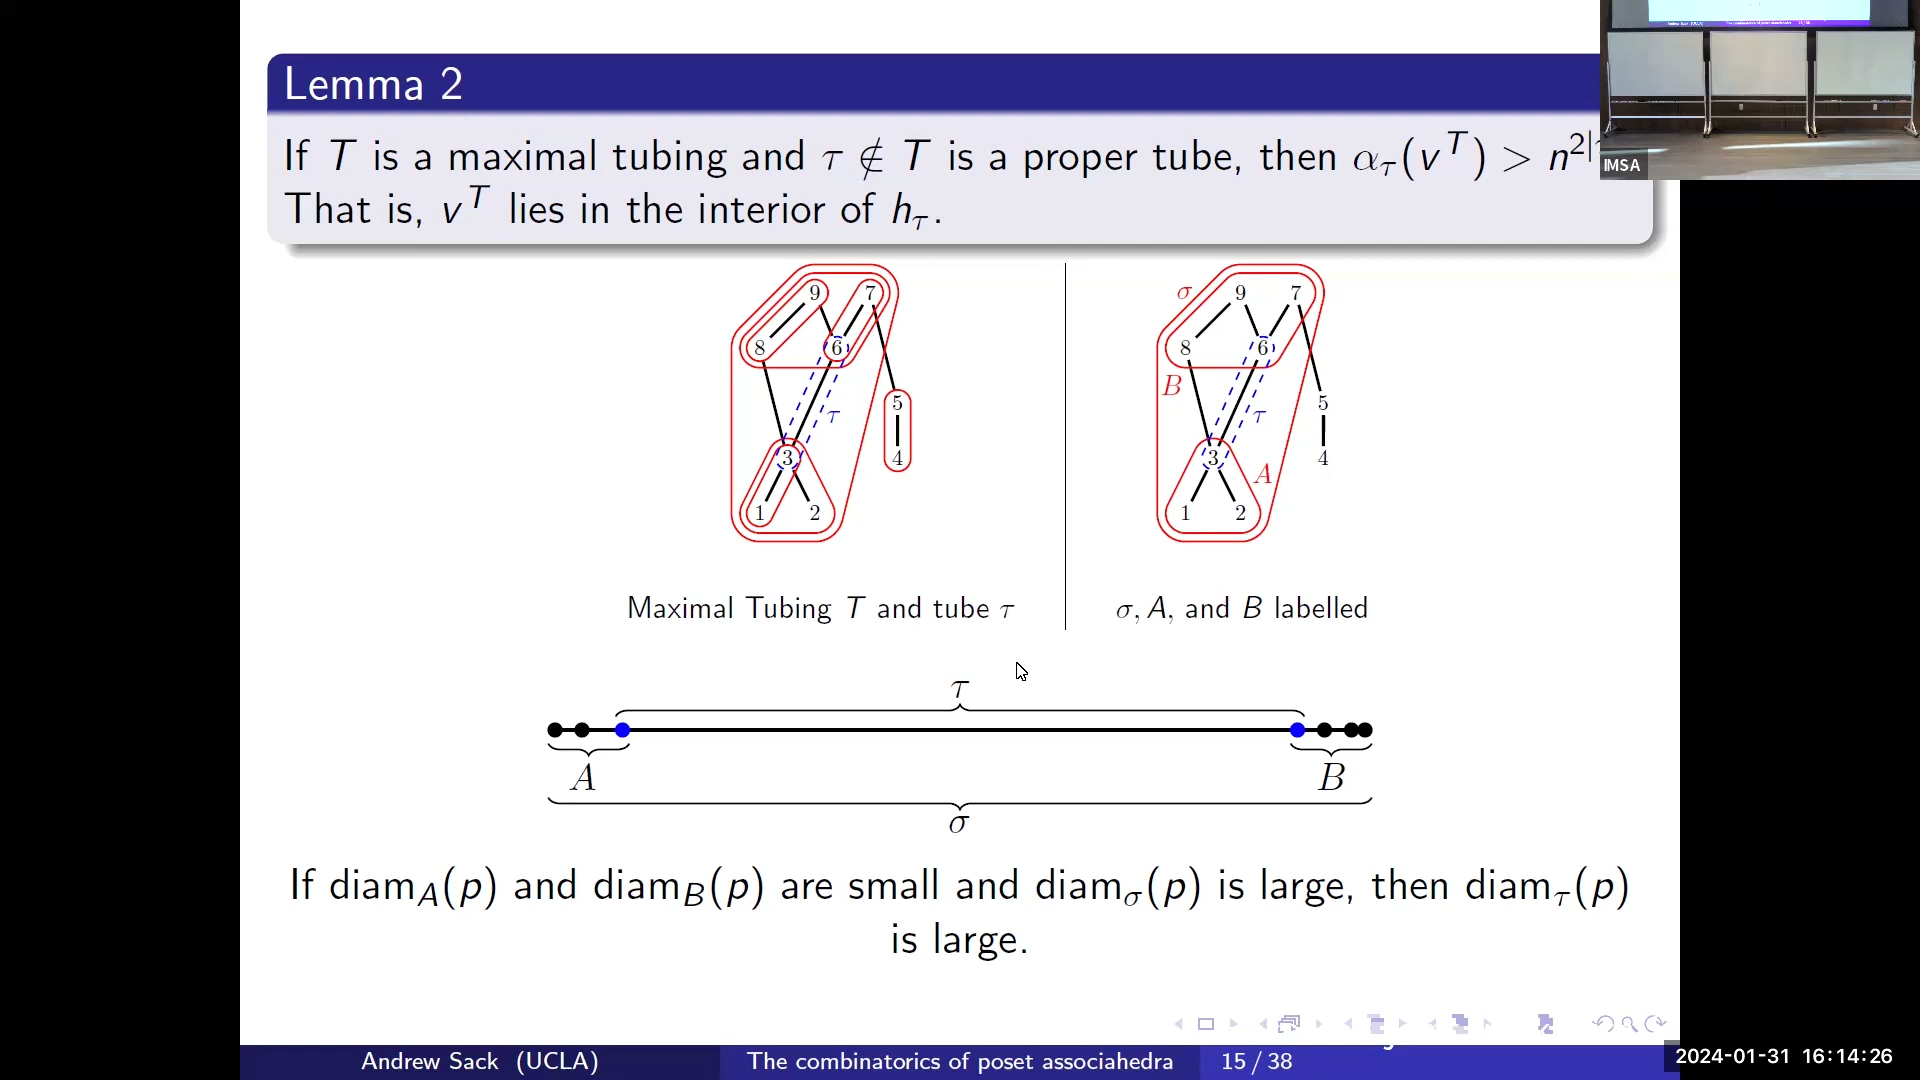 Lemma 2
If T is a maximal tubing and τ ∉ T is a proper tube, then α_τ(v^T) > n^{2|
That is, v^T lies in the interior of h_τ.
IMSA
9 7
8 6
τ
5
3 4
1 2
σ 9 7
8 6
B
τ 5
3 A 4
1 2
Maximal Tubing T and tube τ
σ, A, and B labelled
τ
A B
σ
If diam_A(p) and diam_B(p) are small and diam_σ(p) is large, then diam_τ(p)
is large.
Andrew Sack (UCLA) The combinatorics of poset associahedra 15 / 38
2024-01-31 16:14:26